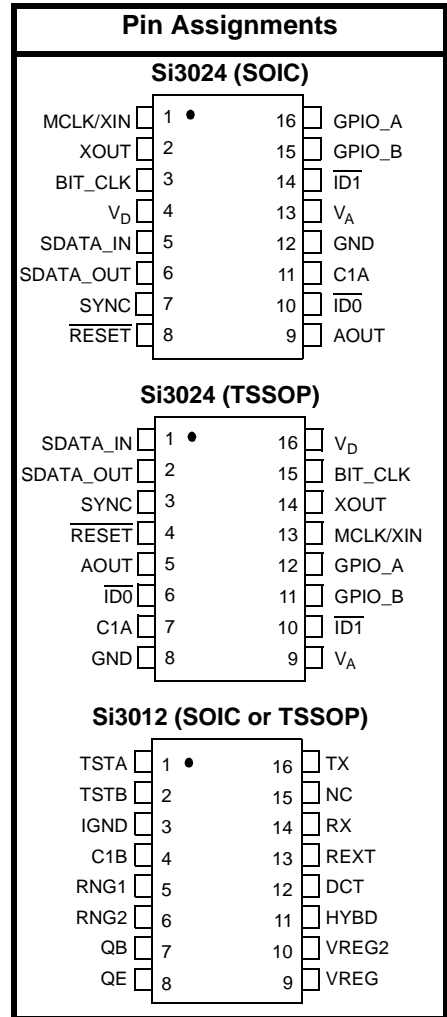 Pin Assignments
Si3024 (SOIC)
MCLK/XIN 1 16 GPIO_A
XOUT 2 15 GPIO_B
BIT_CLK 3 14 ID1
VD 4 13 VA
SDATA_IN 5 12 GND
SDATA_OUT 6 11 C1A
SYNC 7 10 ID0
RESET 8 9 AOUT
Si3024 (TSSOP)
SDATA_IN 1 16 VD
SDATA_OUT 2 15 BIT_CLK
SYNC 3 14 XOUT
RESET 4 13 MCLK/XIN
AOUT 5 12 GPIO_A
ID0 6 11 GPIO_B
C1A 7 10 ID1
GND 8 9 VA
Si3012 (SOIC or TSSOP)
TSTA 1 16 TX
TSTB 2 15 NC
IGND 3 14 RX
C1B 4 13 REXT
RNG1 5 12 DCT
RNG2 6 11 HYBD
QB 7 10 VREG2
QE 8 9 VREG